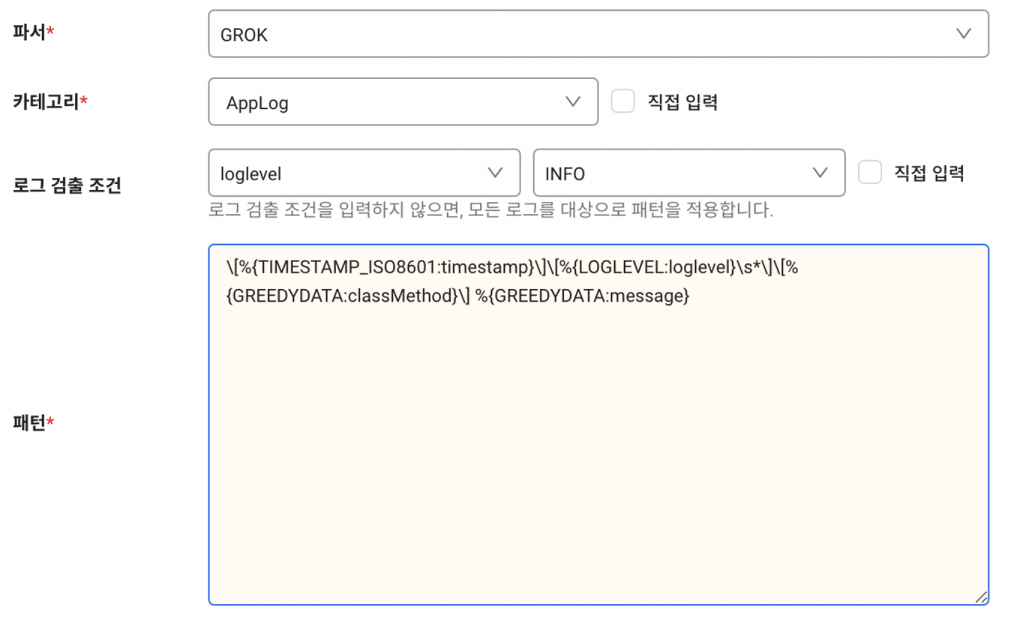 파서*
GROK
카테고리*
AppLog
직접 입력
로그 검출 조건
loglevel
INFO
직접 입력
로그 검출 조건을 입력하지 않으면, 모든 로그를 대상으로 패턴을 적용합니다.
패턴*
\[%{TIMESTAMP_ISO8601:timestamp}\]\[%{LOGLEVEL:loglevel}\s*\]\[%
{GREEDYDATA:classMethod}\] %{GREEDYDATA:message}